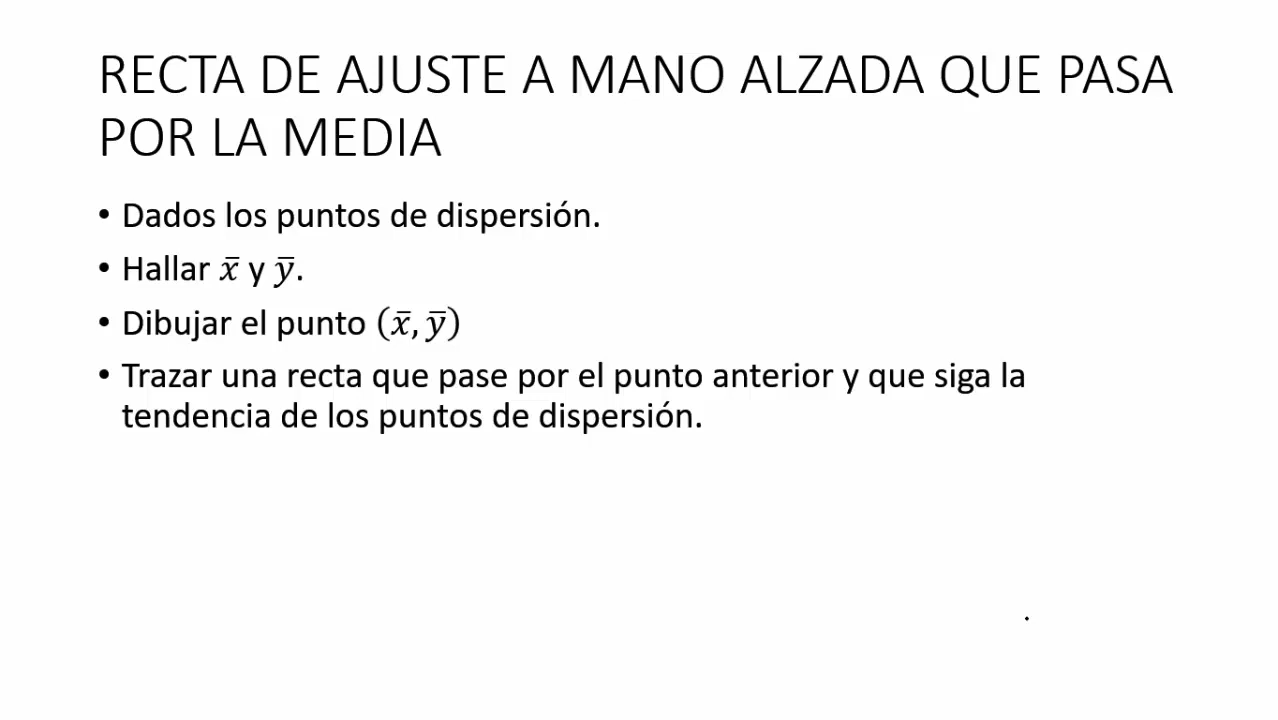 RECTA DE AJUSTE A MANO ALZADA QUE PASA
POR LA MEDIA
• Dados los puntos de dispersión.
• Hallar x̅ y y̅.
• Dibujar el punto (x̅, y̅)
• Trazar una recta que pase por el punto anterior y que siga la
tendencia de los puntos de dispersión.